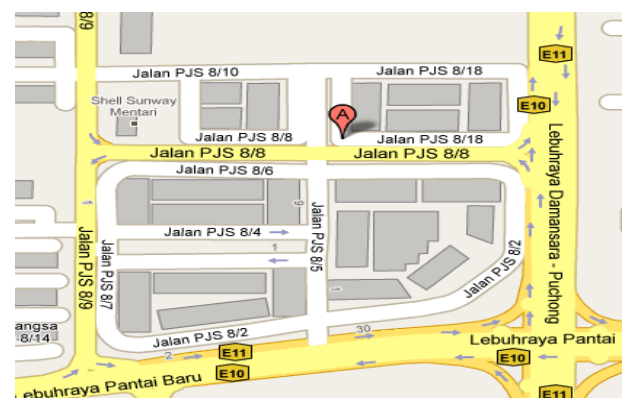 8/9
E11
Jalan PJS 8/10
Jalan PJS 8/18
Shell Sunway
Mentari
E10
A
Jalan PJS 8/8
Jalan PJS 8/18
Jalan PJS 8/8
Jalan PJS 8/8
Jalan PJS 8/6
Lebuhraya Damansara - Puchong
1
9
Jalan PJS 8/4
1
Jalan PJS 8/5
Jalan PJS 8/2
Jalan PJS 8/9
Jalan PJS 8/7
1
angsa
8/14
Jalan PJS 8/2
30
Lebuhraya Pantai
2
E11
E10
E10
ebuhraya Pantai Baru
E11